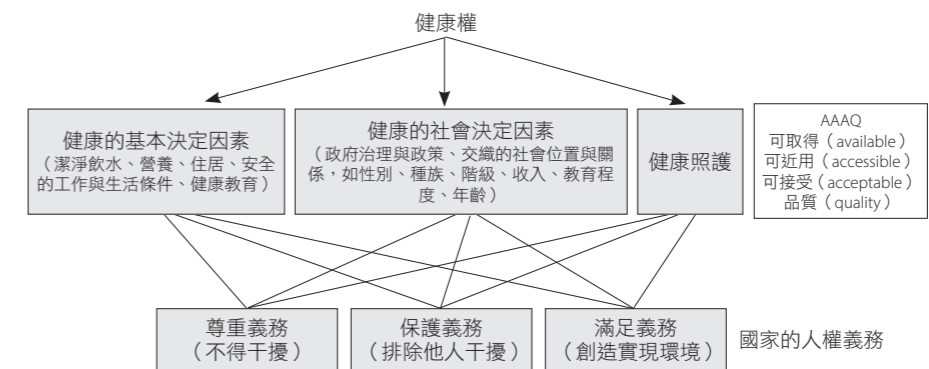 健康權
健康的基本決定因素
（潔淨飲水、營養、住居、安全
的工作與生活條件、健康教育）
健康的社會決定因素
（政府治理與政策、交織的社會位置與關
係，如性別、種族、階級、收入、教育程
度、年齡）
健康照護
AAAQ
可取得（available）
可近用（accessible）
可接受（acceptable）
品質（quality）
尊重義務
（不得干擾）
保護義務
（排除他人干擾）
滿足義務
（創造實現環境）
國家的人權義務